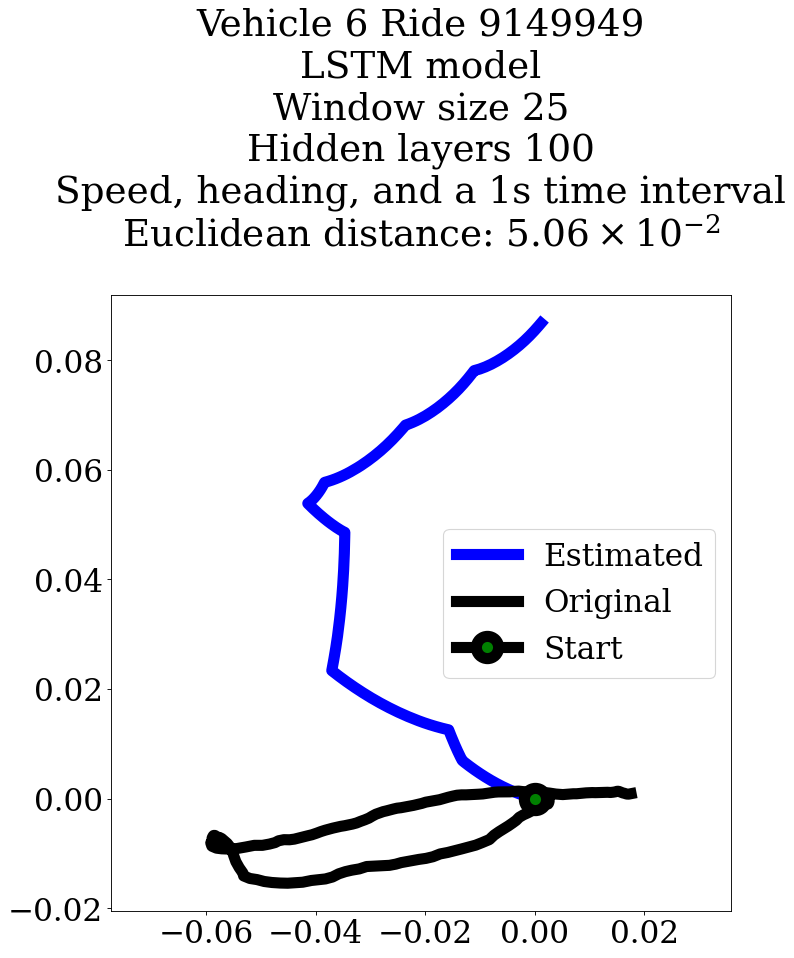 Vehicle 6 Ride 9149949
LSTM model
Window size 25
Hidden layers 100
Speed, heading, and a 1s time interval
Euclidean distance: 5.06 × 10⁻²
0.08
0.06
0.04
0.02
0.00
−0.02
Estimated
Original
Start
−0.06 −0.04 −0.02 0.00 0.02